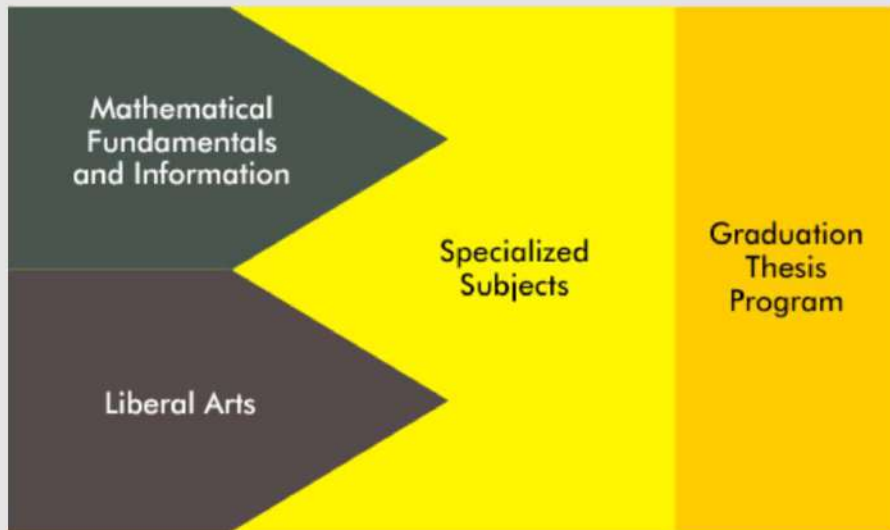 Mathematical
Fundamentals
and Information
Liberal Arts
Specialized
Subjects
Graduation
Thesis
Program